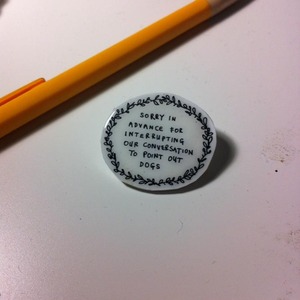 SORRY IN
ADVANCE FOR
INTERRUPTING
OUR CONVERSATION
TO POINT OUT
DOGS